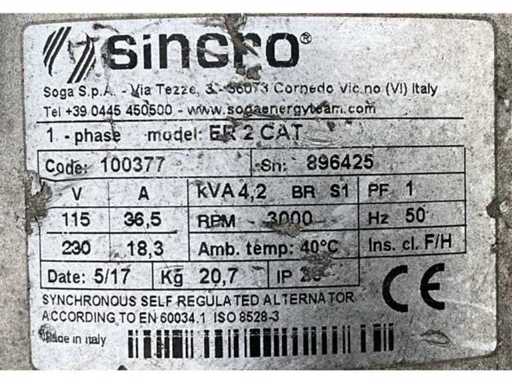 sincro®
Soga S.p.A. - Via Tezze, 3 - 36073 Cornedo Vic.no (VI) Italy
Tel +39 0445 450500 - www.sogaenergyteam.com
1 - phase model: ER 2 CAT
Code: 100377 Sn: 896425
V A kVA 4,2 BR S1 PF 1
115 36,5 RPM 3000 Hz 50
230 18,3 Amb. temp: 40°C Ins. cl. F/H
Date: 5/17 Kg 20,7 IP CE
SYNCHRONOUS SELF REGULATED ALTERNATOR
ACCORDING TO EN 60034.1 ISO 8528-3
Made in Italy